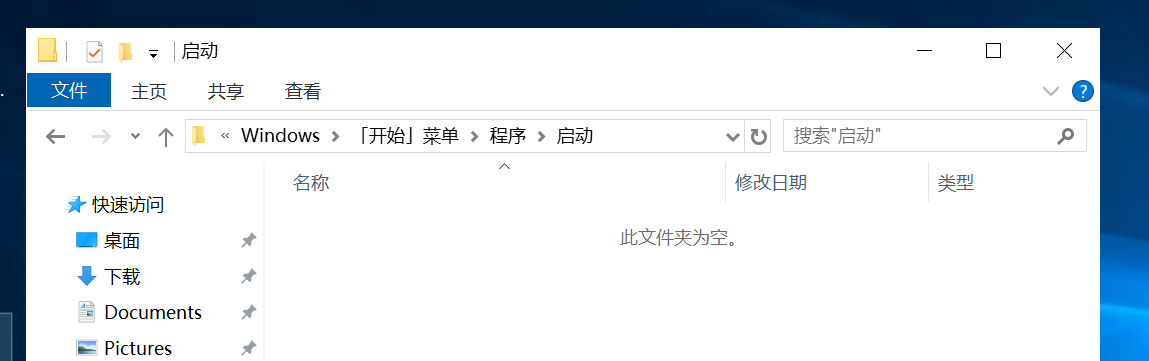 启动
文件 主页 共享 查看
« Windows › 「开始」菜单 › 程序 › 启动 搜索"启动"
名称 修改日期 类型
此文件夹为空。
快速访问
桌面
下载
Documents
Pictures